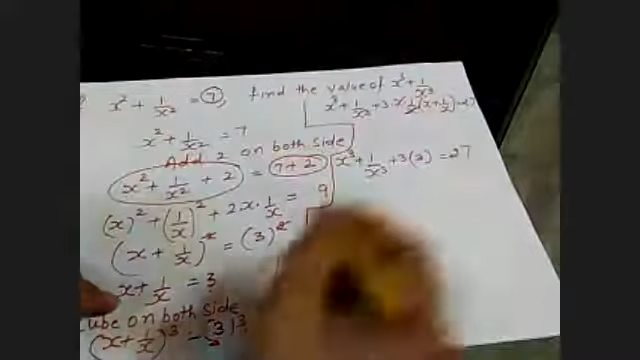 x² + 1/x² = 7, find the value of x³ + 1/x³
x² + 1/x² = 7
Add 2 on both side
x² + 1/x² + 2 = 7 + 2
(x)² + (1/x)² + 2x · 1/x = 9
(x + 1/x)² = (3)²
x + 1/x = 3
Cube on both side
(x + 1/x)³ = (3)³
x³ + 1/x³ + 3 · x · 1/x (x + 1/x) = 27
x³ + 1/x³ + 3(3) = 27